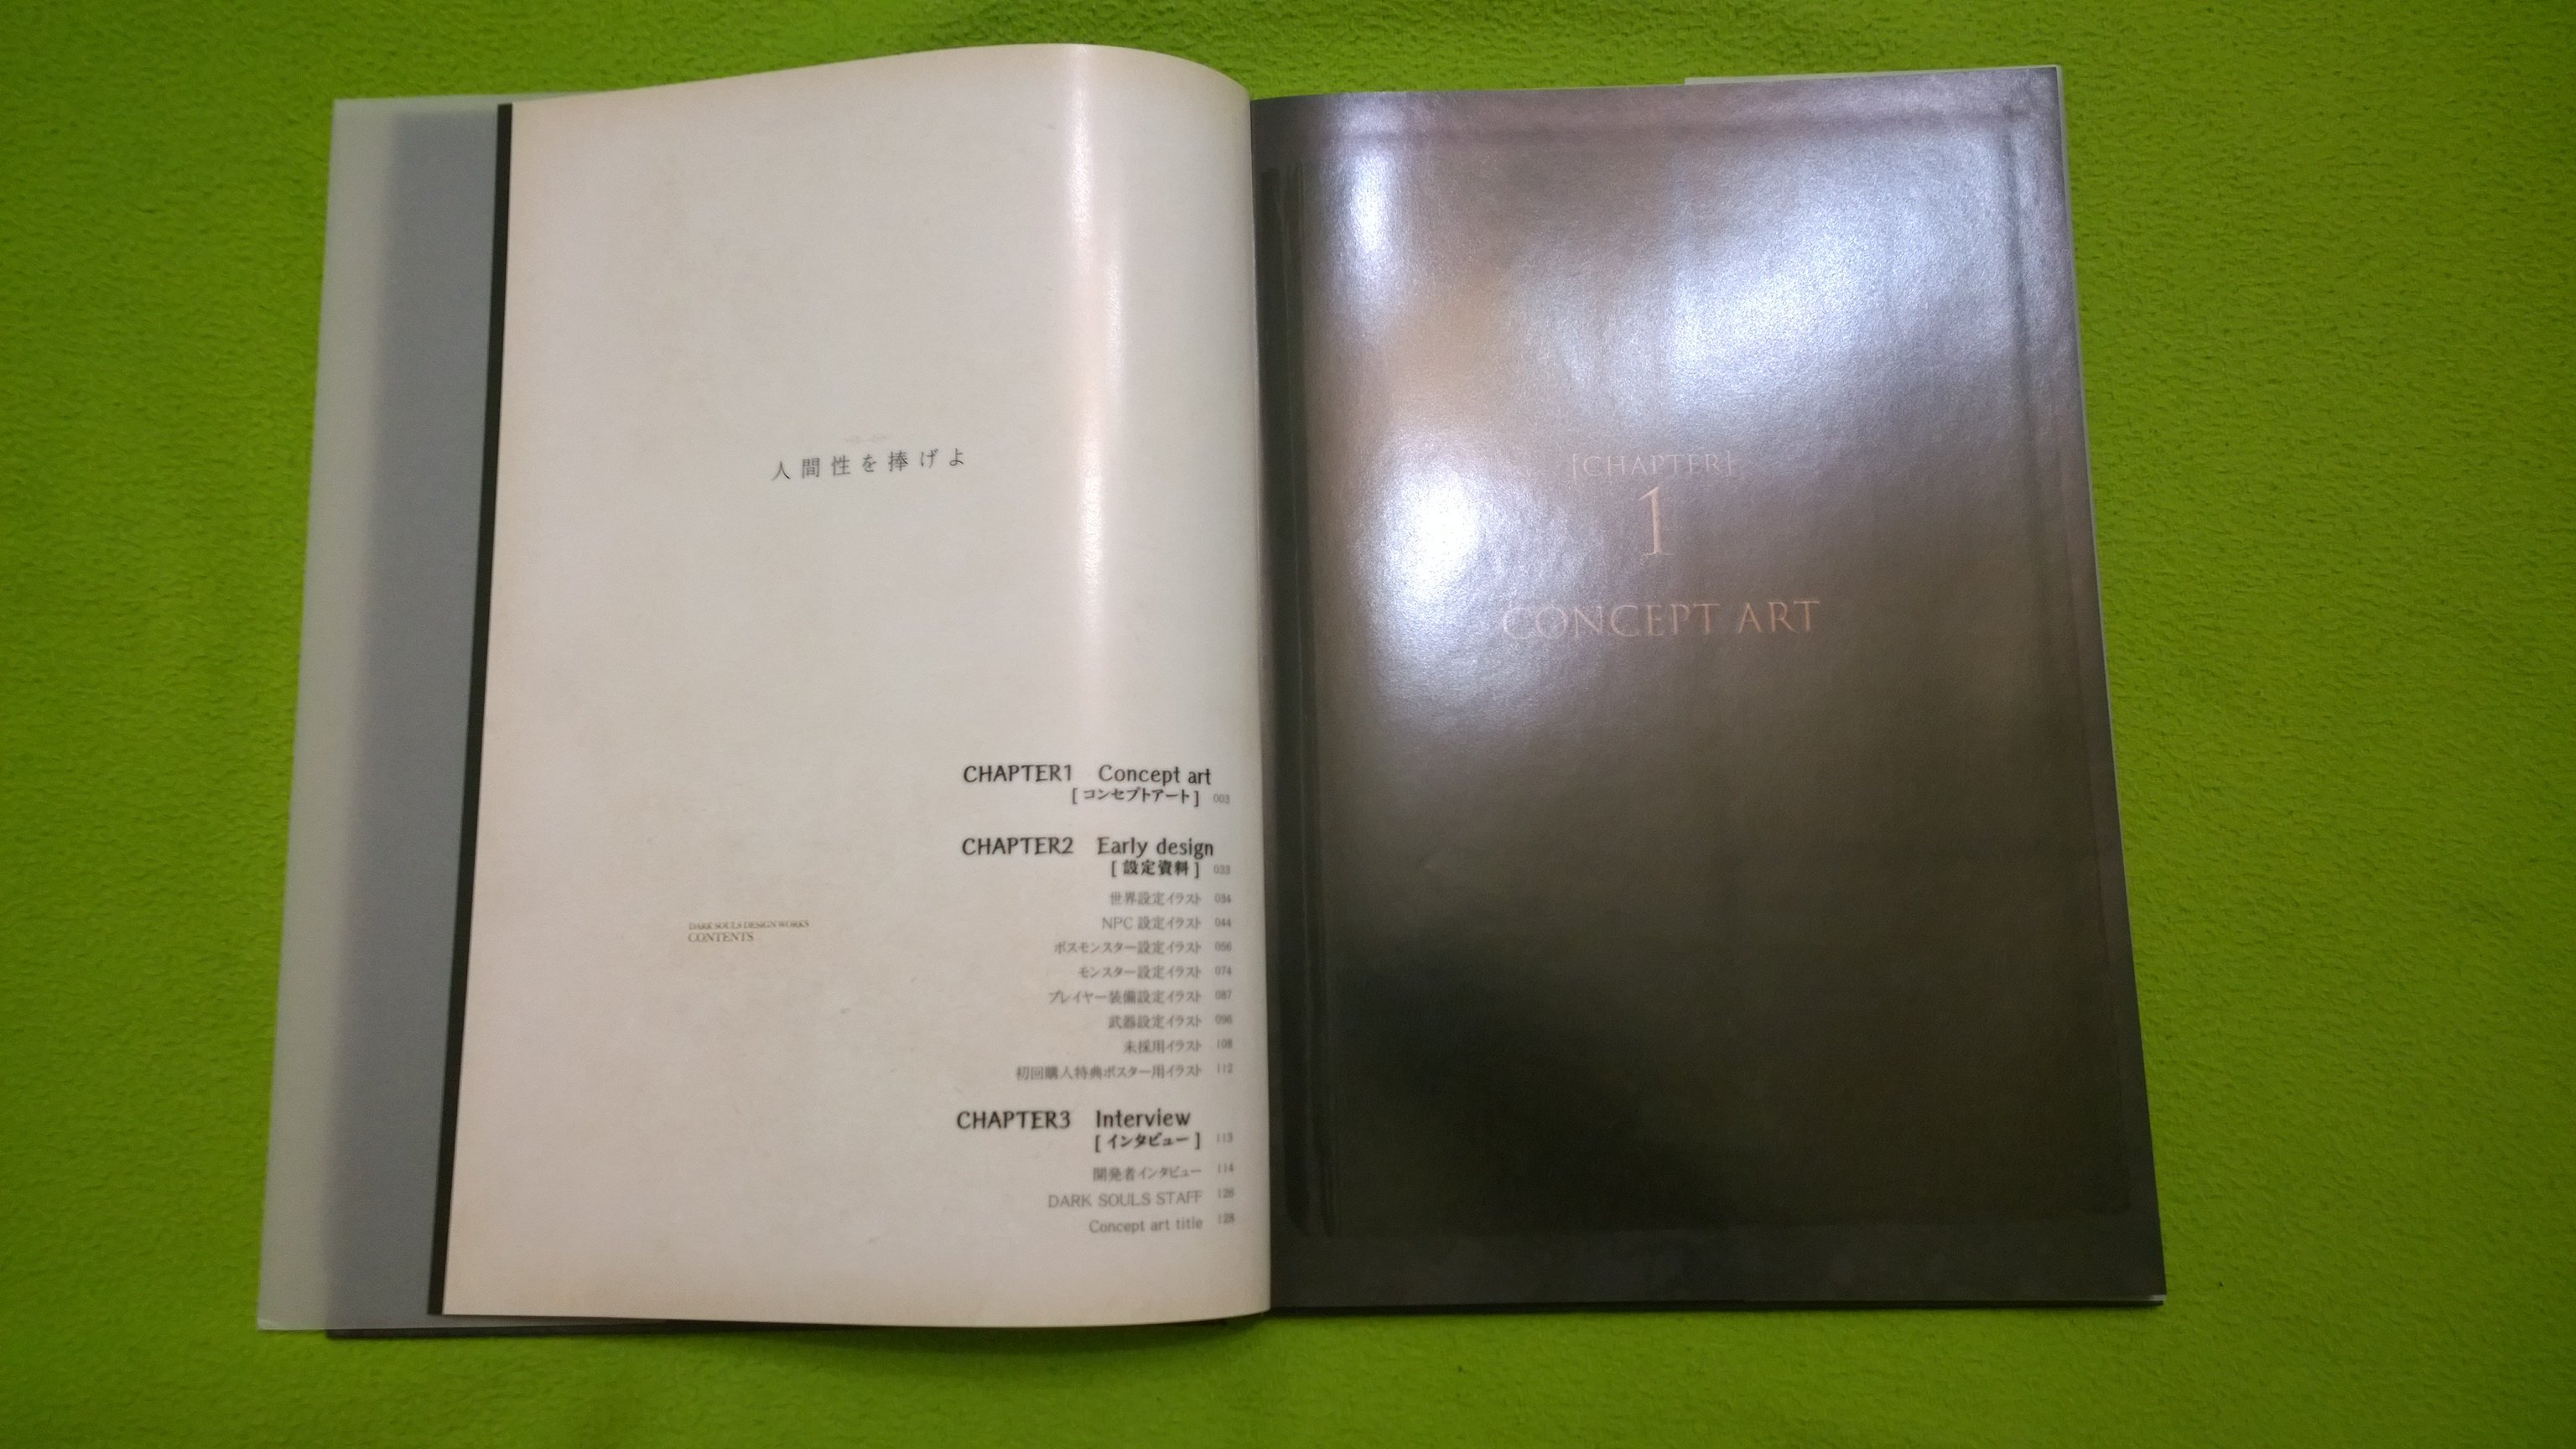 人間性を捧げよ
DARK SOULS DESIGN WORKS
CONTENTS
CHAPTER1 Concept art
[コンセプトアート] 003
CHAPTER2 Early design
[設定資料] 033
世界設定イラスト 034
NPC 設定イラスト 044
ボスモンスター設定イラスト 056
モンスター設定イラスト 074
プレイヤー装備設定イラスト 087
武器設定イラスト 096
未採用イラスト 108
初回購入特典ポスター用イラスト 112
CHAPTER3 Interview
[インタビュー] 113
開発者インタビュー 114
DARK SOULS STAFF 126
Concept art title 128
[CHAPTER]
1
CONCEPT ART